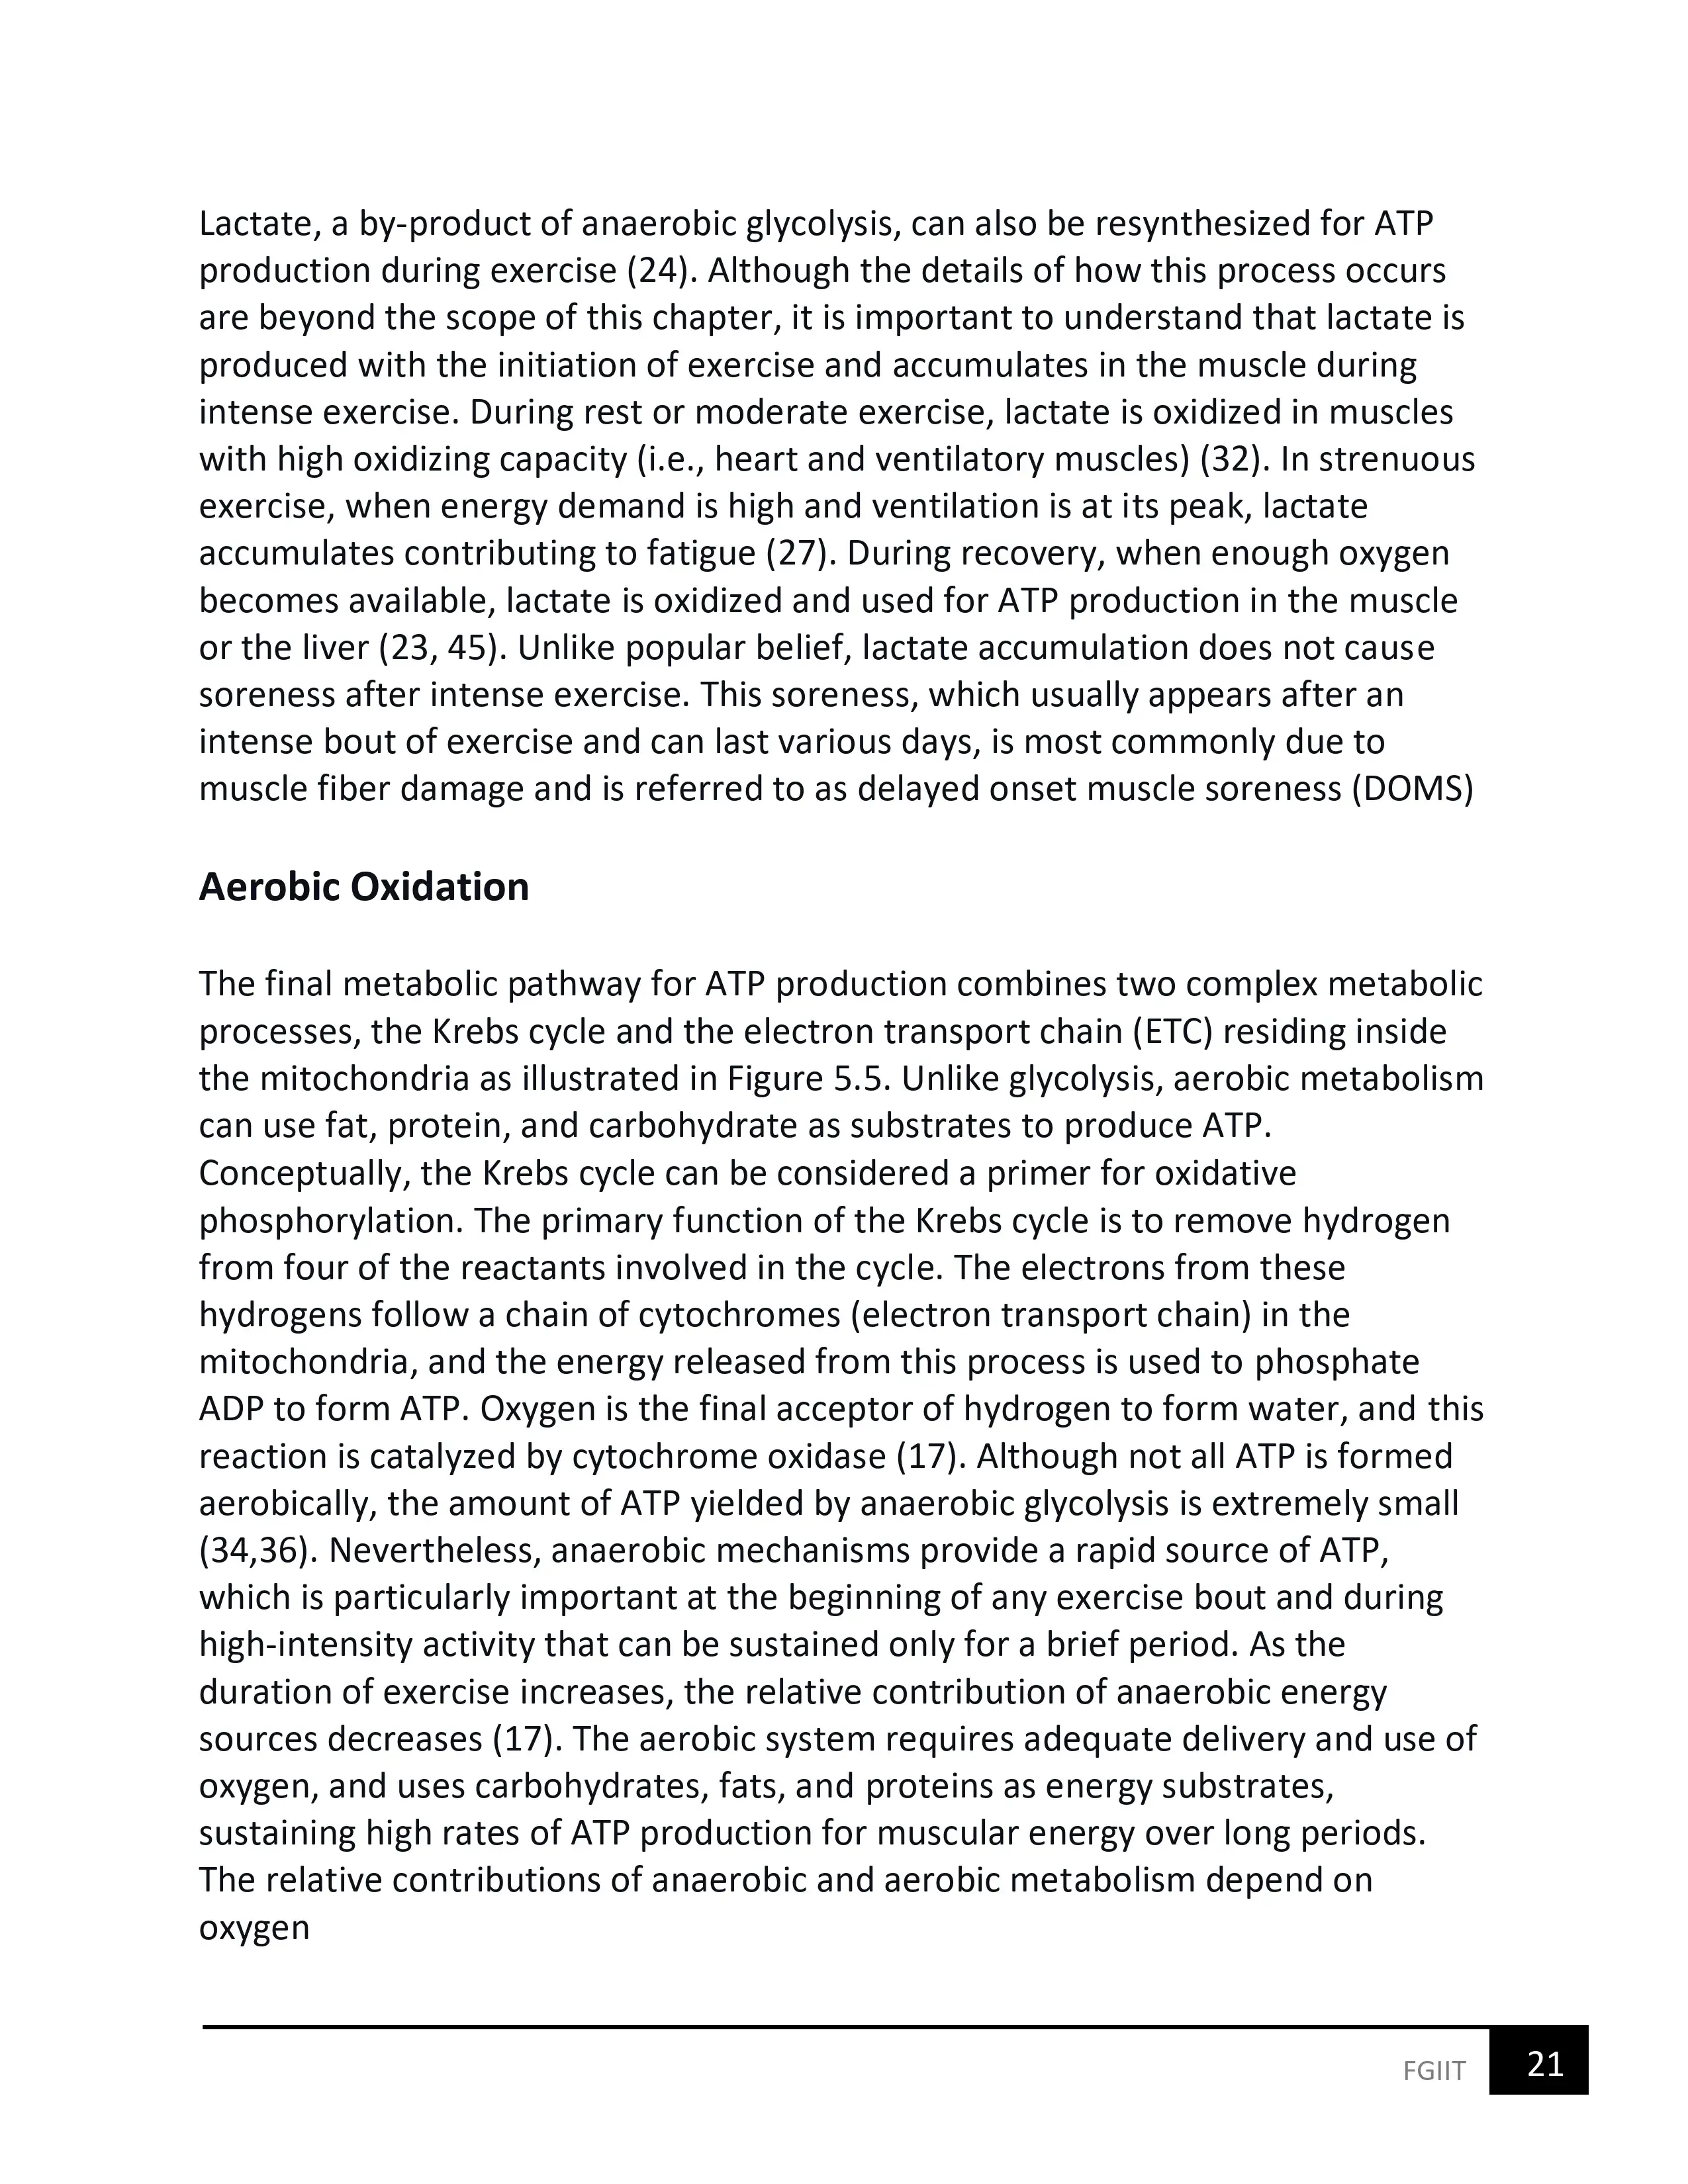 Lactate, a by-product of anaerobic glycolysis, can also be resynthesized for ATP
production during exercise (24). Although the details of how this process occurs
are beyond the scope of this chapter, it is important to understand that lactate is
produced with the initiation of exercise and accumulates in the muscle during
intense exercise. During rest or moderate exercise, lactate is oxidized in muscles
with high oxidizing capacity (i.e., heart and ventilatory muscles) (32). In strenuous
exercise, when energy demand is high and ventilation is at its peak, lactate
accumulates contributing to fatigue (27). During recovery, when enough oxygen
becomes available, lactate is oxidized and used for ATP production in the muscle
or the liver (23, 45). Unlike popular belief, lactate accumulation does not cause
soreness after intense exercise. This soreness, which usually appears after an
intense bout of exercise and can last various days, is most commonly due to
muscle fiber damage and is referred to as delayed onset muscle soreness (DOMS)
Aerobic Oxidation
The final metabolic pathway for ATP production combines two complex metabolic
processes, the Krebs cycle and the electron transport chain (ETC) residing inside
the mitochondria as illustrated in Figure 5.5. Unlike glycolysis, aerobic metabolism
can use fat, protein, and carbohydrate as substrates to produce ATP.
Conceptually, the Krebs cycle can be considered a primer for oxidative
phosphorylation. The primary function of the Krebs cycle is to remove hydrogen
from four of the reactants involved in the cycle. The electrons from these
hydrogens follow a chain of cytochromes (electron transport chain) in the
mitochondria, and the energy released from this process is used to phosphate
ADP to form ATP. Oxygen is the final acceptor of hydrogen to form water, and this
reaction is catalyzed by cytochrome oxidase (17). Although not all ATP is formed
aerobically, the amount of ATP yielded by anaerobic glycolysis is extremely small
(34,36). Nevertheless, anaerobic mechanisms provide a rapid source of ATP,
which is particularly important at the beginning of any exercise bout and during
high-intensity activity that can be sustained only for a brief period. As the
duration of exercise increases, the relative contribution of anaerobic energy
sources decreases (17). The aerobic system requires adequate delivery and use of
oxygen, and uses carbohydrates, fats, and proteins as energy substrates,
sustaining high rates of ATP production for muscular energy over long periods.
The relative contributions of anaerobic and aerobic metabolism depend on
oxygen
FGIIT 21